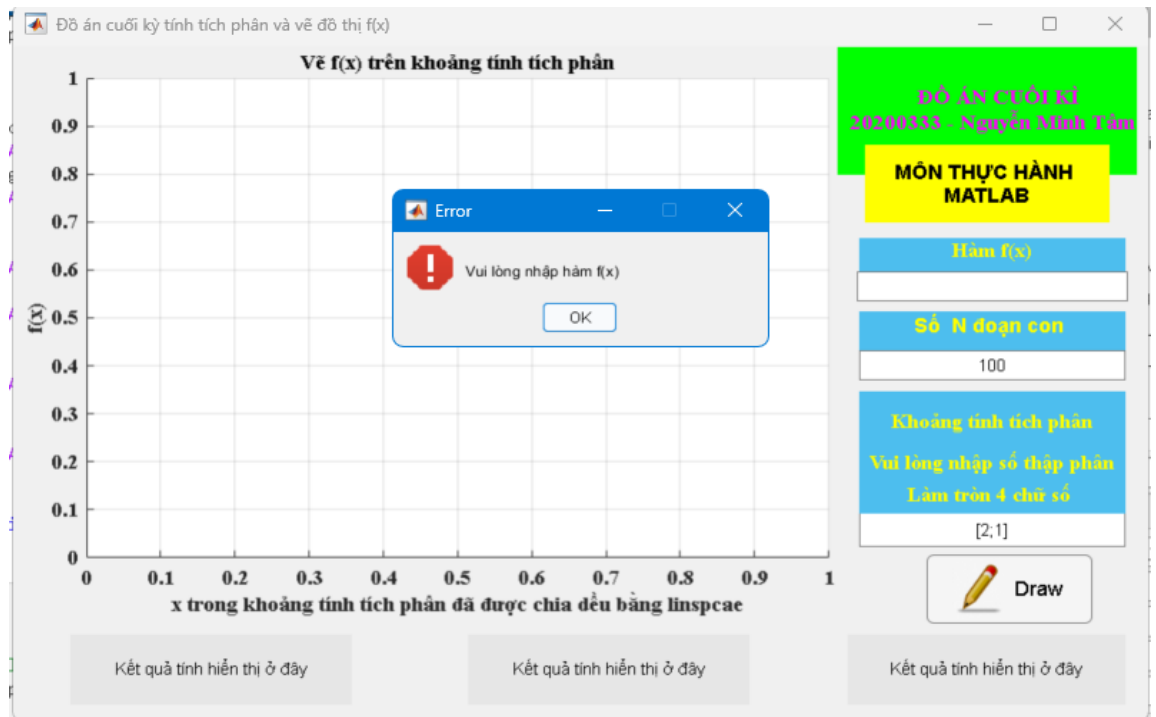 Đồ án cuối kỳ tính tích phân và vẽ đồ thị f(x)
Vẽ f(x) trên khoảng tính tích phân
1
0.9
0.8
0.7
0.6
0.5
0.4
0.3
0.2
0.1
0
f(x)
0 0.1 0.2 0.3 0.4 0.5 0.6 0.7 0.8 0.9 1
x trong khoảng tính tích phân đã được chia đều bằng linspcae
Error
Vui lòng nhập hàm f(x)
OK
ĐỒ ÁN CUỐI KÌ
20200333 - Nguyễn Minh Tâm
MÔN THỰC HÀNH
MATLAB
Hàm f(x)
Số N đoạn con
100
Khoảng tính tích phân
Vui lòng nhập số thập phân
Làm tròn 4 chữ số
[2;1]
Draw
Kết quả tính hiển thị ở đây
Kết quả tính hiển thị ở đây
Kết quả tính hiển thị ở đây